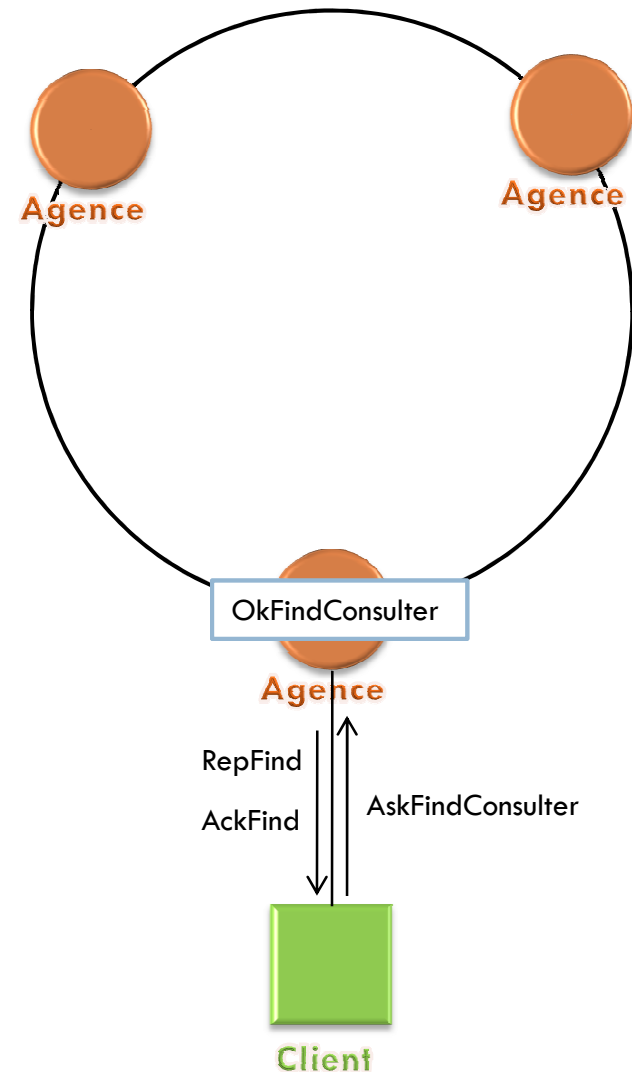 Agence
Agence
OkFindConsulter
Agence
RepFind
AskFindConsulter
AckFind
Client